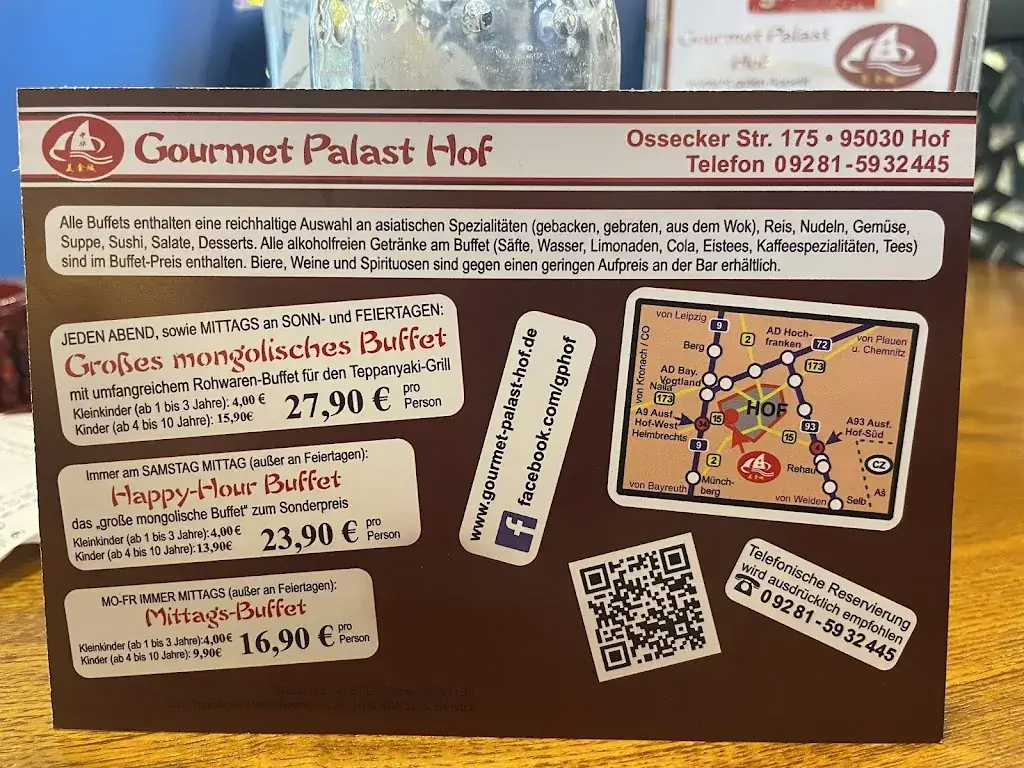 Gourmet Palast
Hof
中
华
美食城
Gourmet Palast Hof
Ossecker Str. 175 • 95030 Hof
Telefon 09281-5932445
Alle Buffets enthalten eine reichhaltige Auswahl an asiatischen Spezialitäten (gebacken, gebraten, aus dem Wok), Reis, Nudeln, Gemüse,
Suppe, Sushi, Salate, Desserts. Alle alkoholfreien Getränke am Buffet (Säfte, Wasser, Limonaden, Cola, Eistees, Kaffeespezialitäten, Tees)
sind im Buffet-Preis enthalten. Biere, Weine und Spirituosen sind gegen einen geringen Aufpreis an der Bar erhältlich.
JEDEN ABEND, sowie MITTAGS an SONN- und FEIERTAGEN:
Großes mongolisches Buffet
mit umfangreichem Rohwaren-Buffet für den Teppanyaki-Grill
Kleinkinder (ab 1 bis 3 Jahre): 4,00 €
Kinder (ab 4 bis 10 Jahre): 15,90€
27,90 € pro Person
Immer am SAMSTAG MITTAG (außer an Feiertagen):
Happy-Hour Buffet
das „große mongolische Buffet" zum Sonderpreis
Kleinkinder (ab 1 bis 3 Jahre):4,00€
Kinder (ab 4 bis 10 Jahre):13,90€
23,90 € pro Person
MO-FR IMMER MITTAGS (außer an Feiertagen):
Mittags-Buffet
Kleinkinder (ab 1 bis 3 Jahre):4,00€
Kinder (ab 4 bis 10 Jahre): 9,90€
16,90 € pro Person
www.gourmet-palast-hof.de
facebook.com/gphof
von Leipzig
9
2
AD Hoch-
franken
72
von Plauen
u. Chemnitz
von Kronach / CO
Berg
173
AD Bay.
Vogtland
Naila
173
HOF
A9 Ausf.
Hof-West
Helmbrechts
34
15
93
A93 Ausf.
Hof-Süd
9
15
4
2
Rehau
CZ
Aš
von Bayreuth
Münch-
berg
von Weiden
Selb
Telefonische Reservierung
wird ausdrücklich empfohlen
09281-5932445